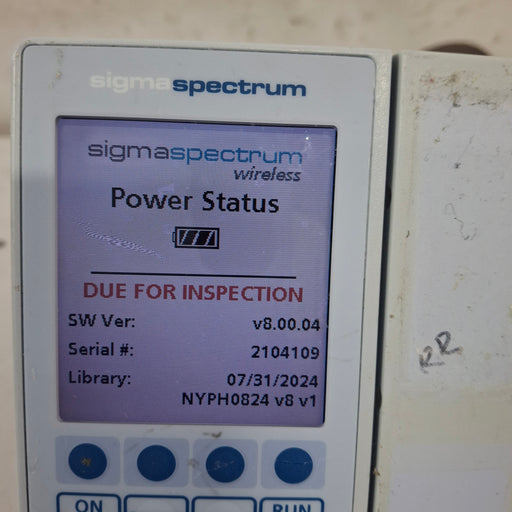 sigmaspectrum
sigmaspectrum
wireless
Power Status
DUE FOR INSPECTION
SW Ver: v8.00.04
Serial #: 2104109
Library: 07/31/2024
NYPH0824 v8 v1
RR
ON RUN